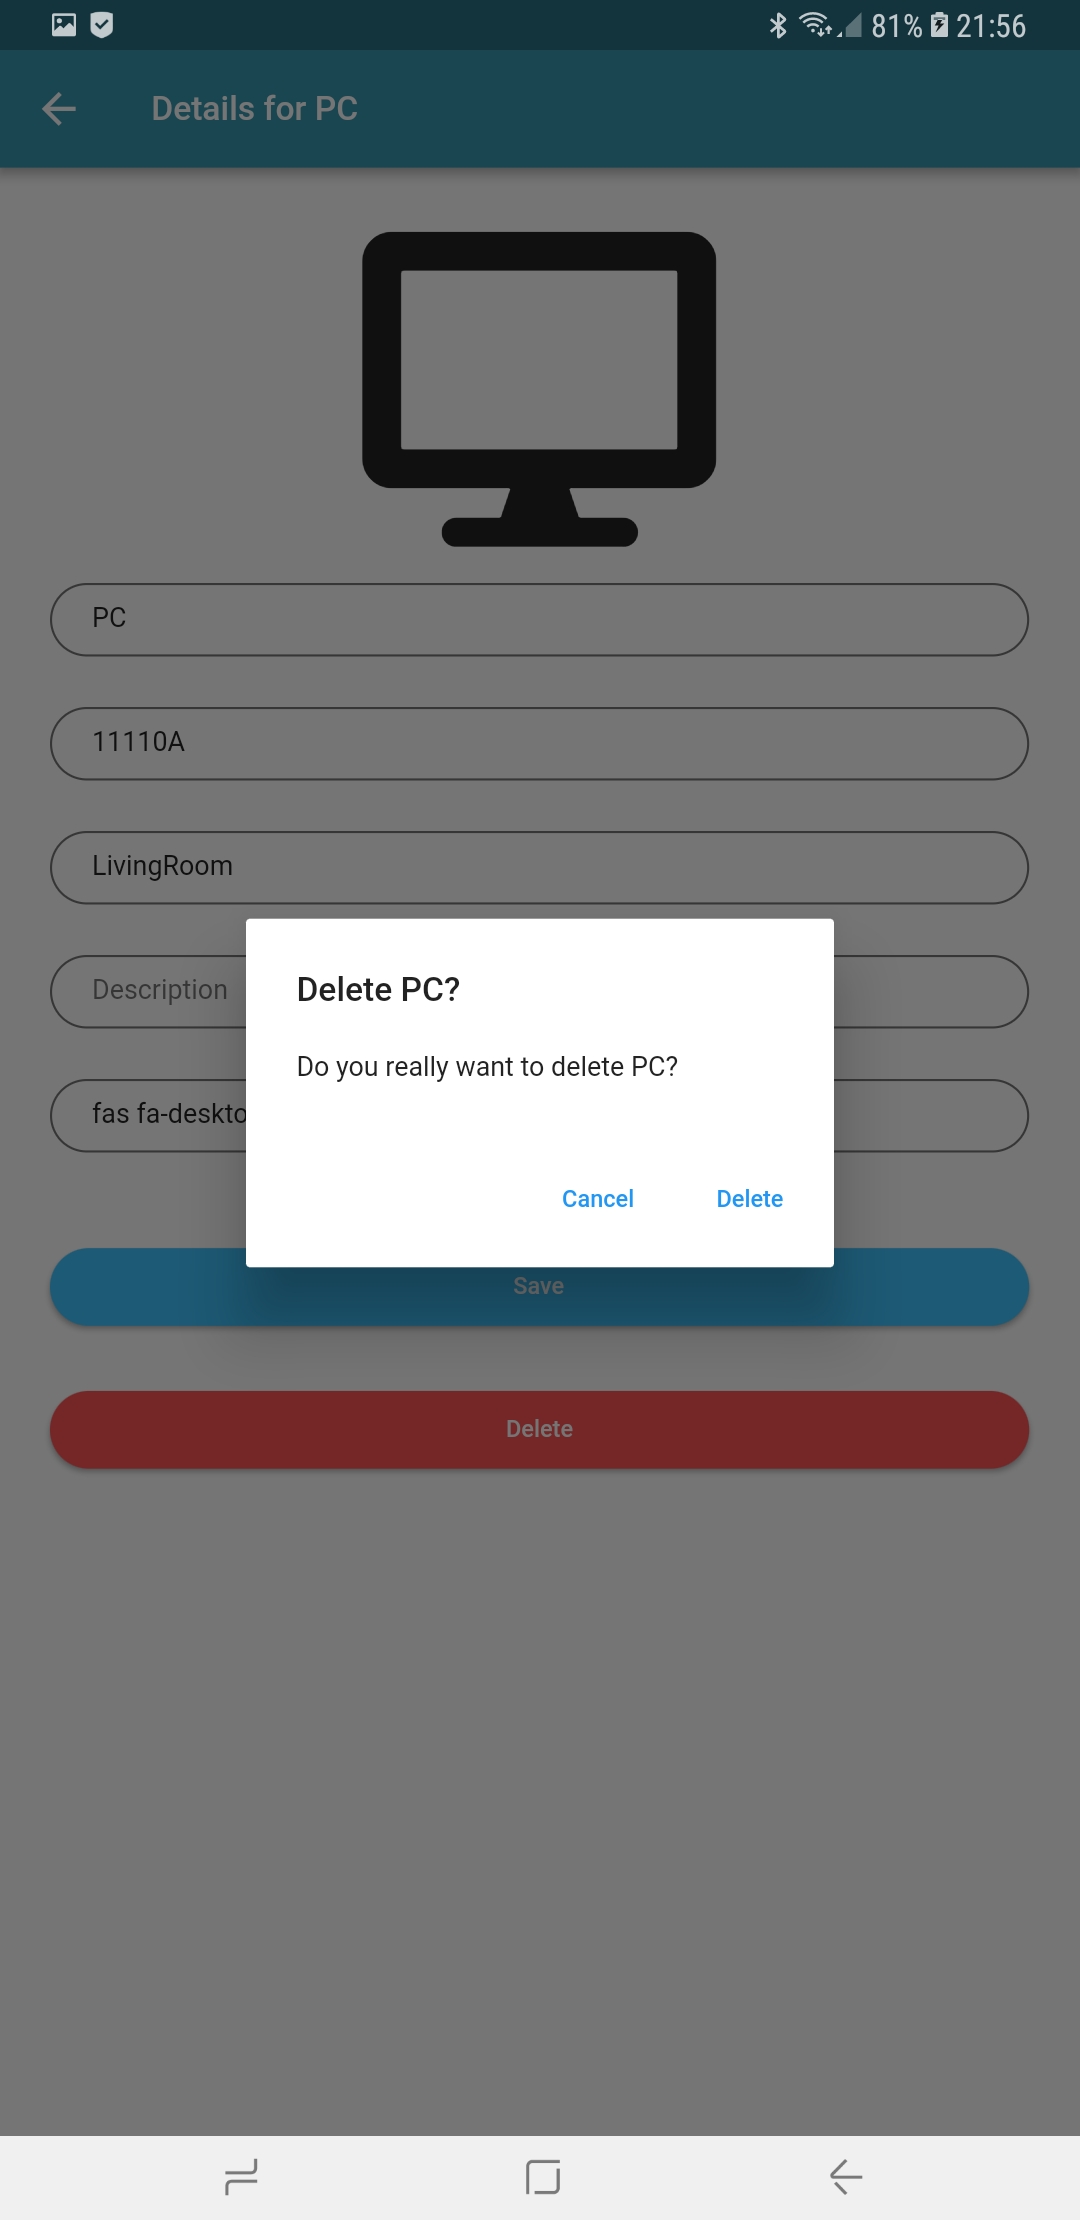 81% 21:56
Details for PC
PC
11110A
LivingRoom
Description
fas fa-deskto
Delete PC?
Do you really want to delete PC?
Cancel Delete
Save
Delete